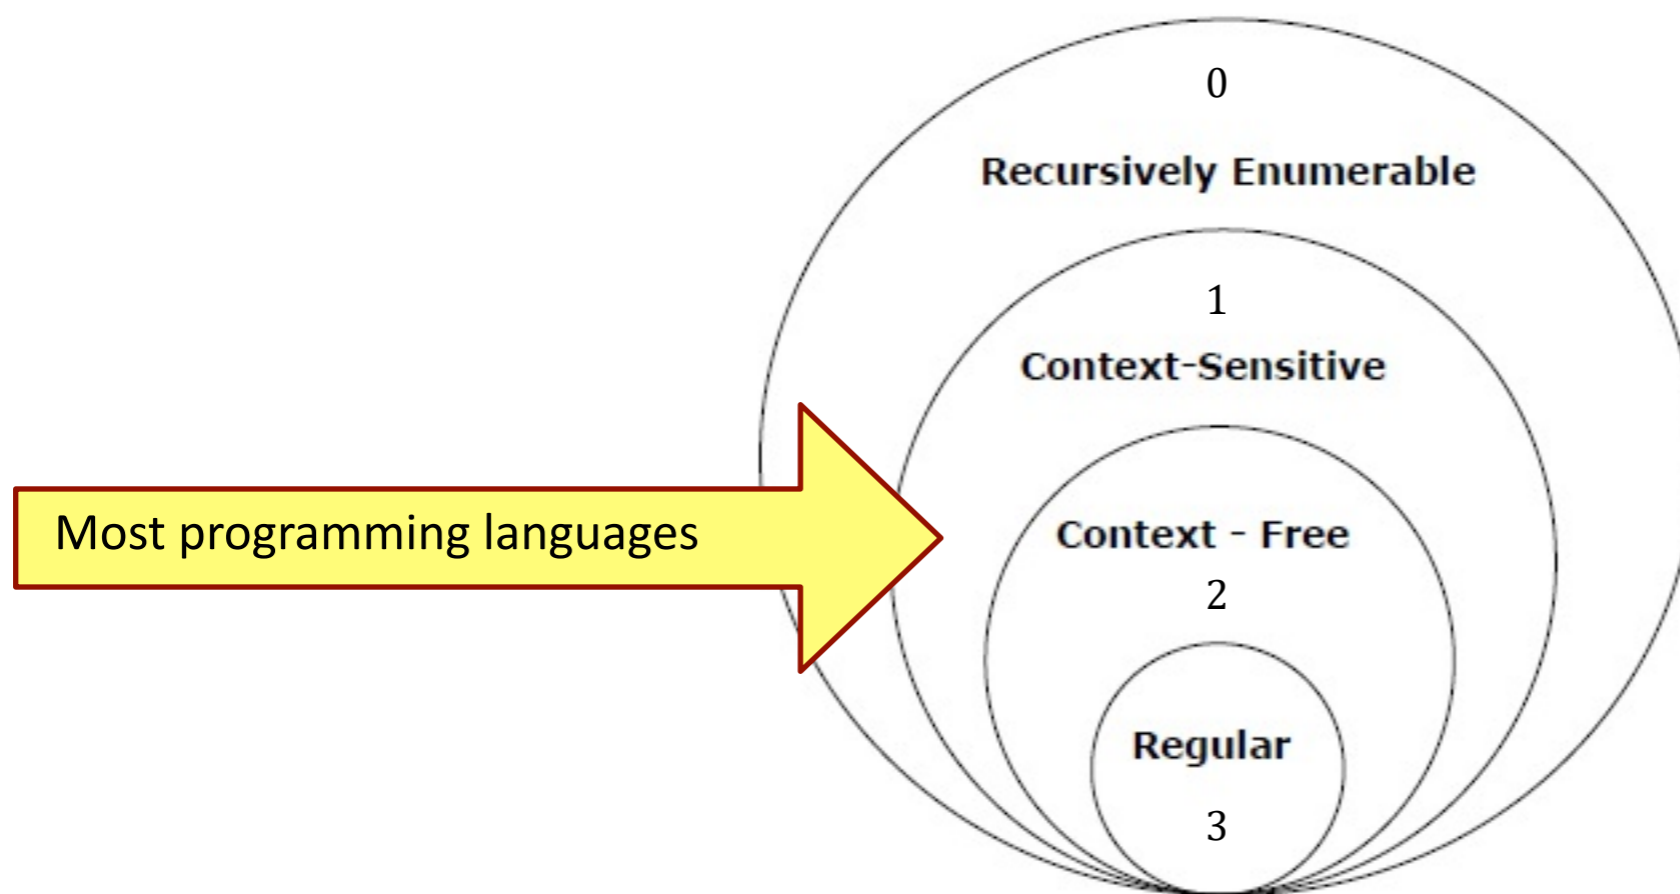 0
Recursively Enumerable
1
Context-Sensitive
Most programming languages
Context - Free
2
Regular
3